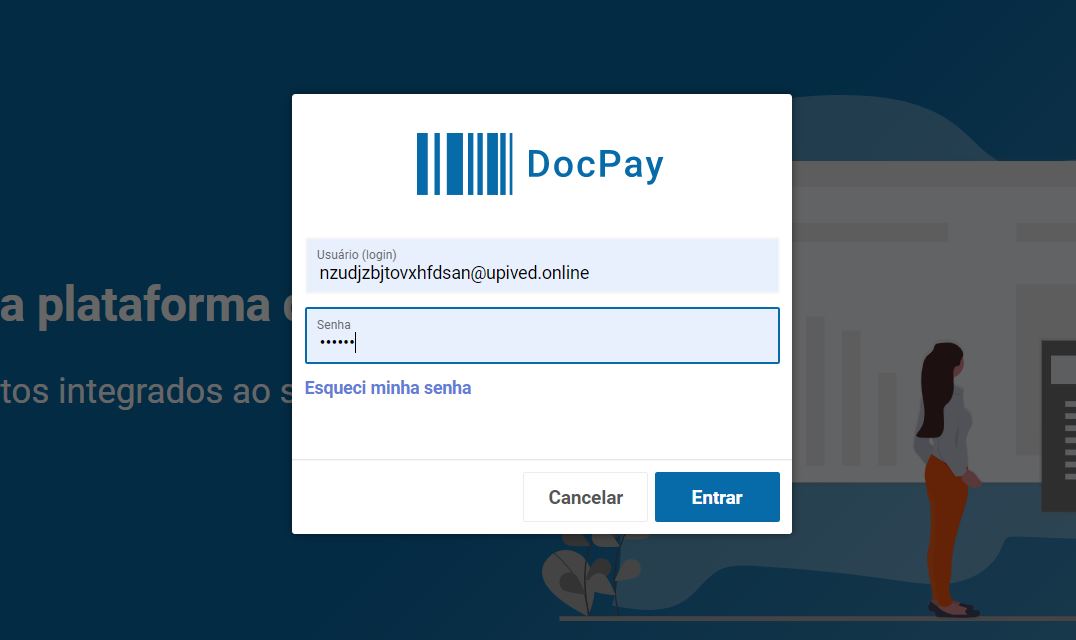 DocPay
Usuário (login)
nzudjzbjtovxhfdsan@upived.online
a plataforma
Senha
••••••
tos integrados ao s
Esqueci minha senha
Cancelar
Entrar